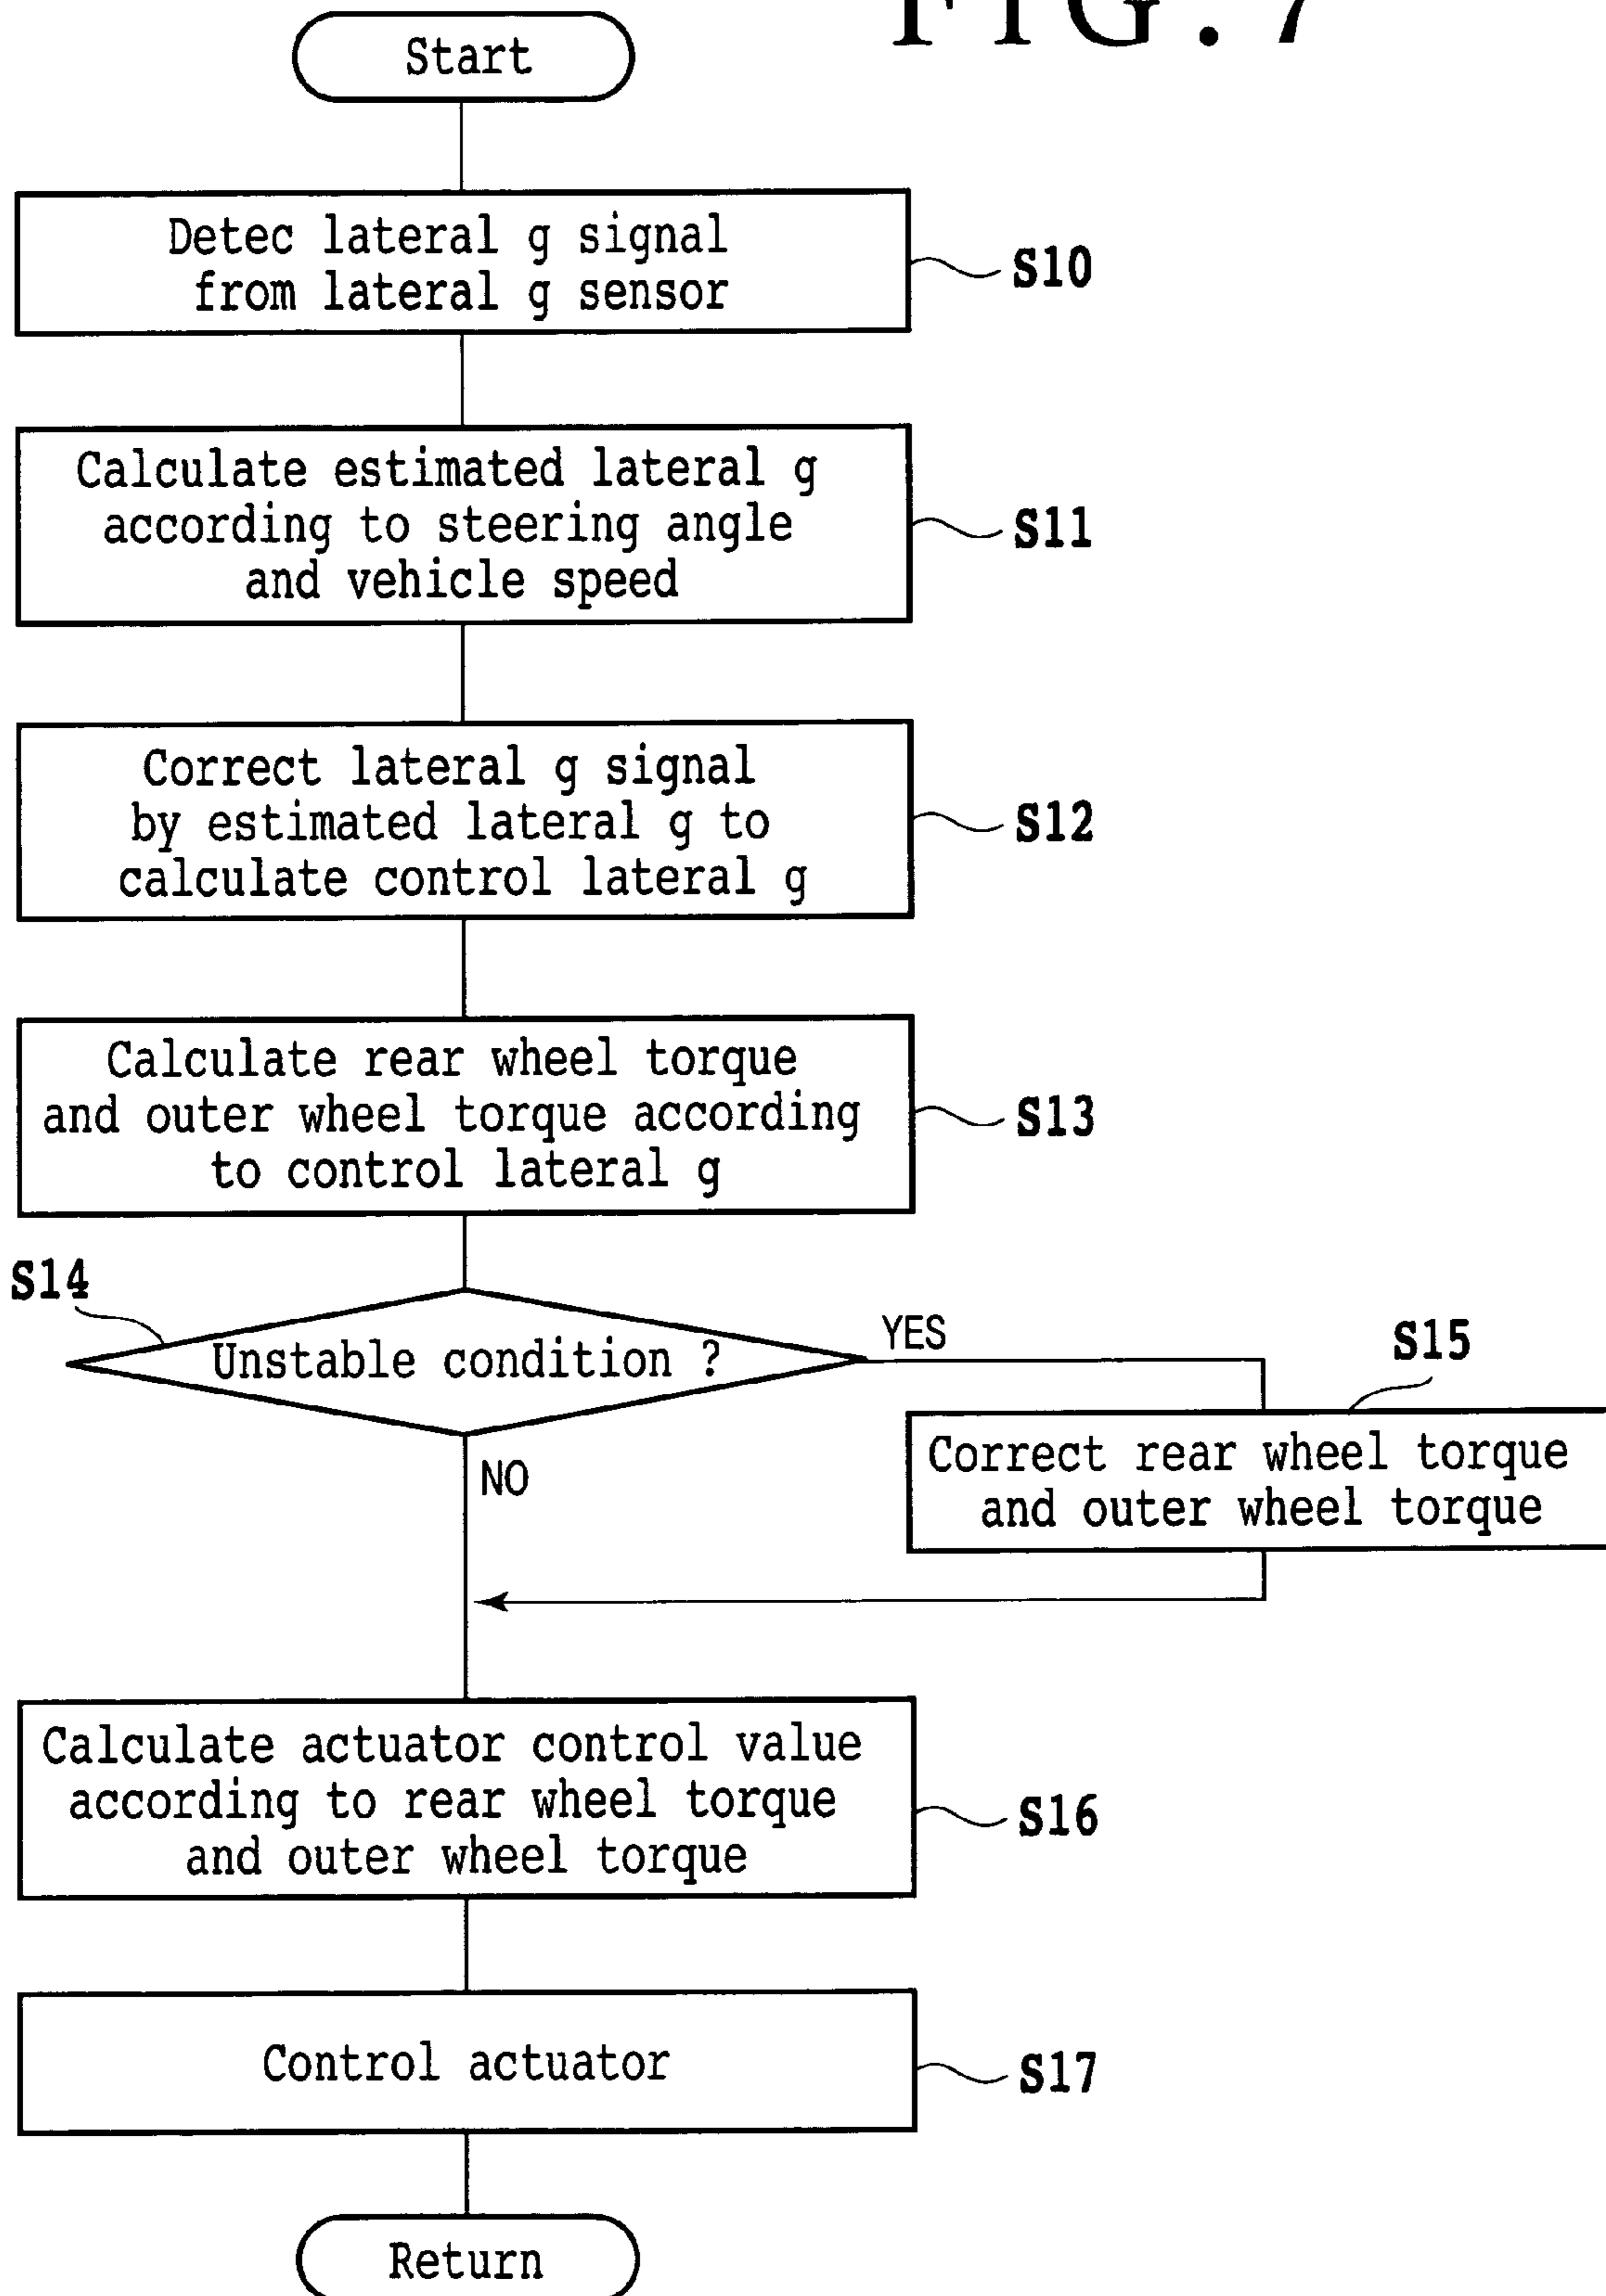 FIG. 7
Start
Detec lateral g signal
from lateral g sensor
S10
Calculate estimated lateral g
according to steering angle
and vehicle speed
S11
Correct lateral g signal
by estimated lateral g to
calculate control lateral g
S12
Calculate rear wheel torque
and outer wheel torque according
to control lateral g
S13
S14
Unstable condition ?
YES
S15
Correct rear wheel torque
and outer wheel torque
NO
Calculate actuator control value
according to rear wheel torque
and outer wheel torque
S16
Control actuator
S17
Return